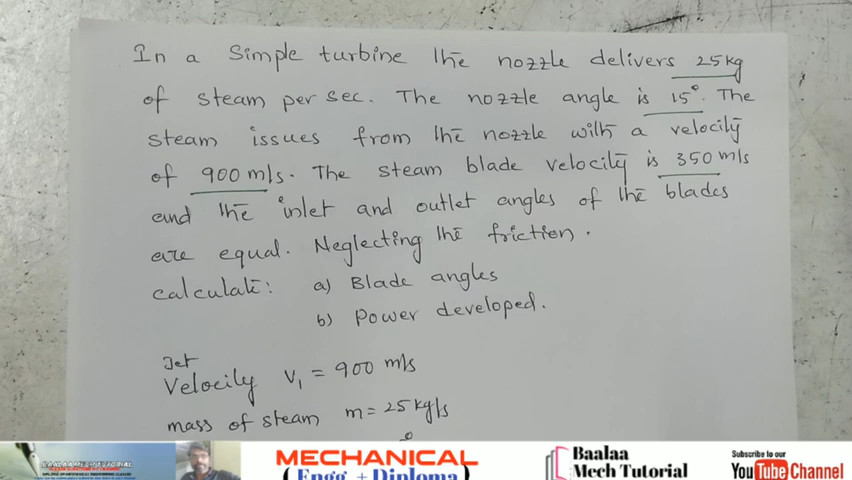 In a Simple turbine the nozzle delivers 25kg
of steam per sec. The nozzle angle is 15°. The
steam issues from the nozzle with a velocity
of 900 m/s. The steam blade velocity is 350 m/s
and the inlet and outlet angles of the blades
are equal. Neglecting the friction.
calculate: a) Blade angles
b) Power developed.
Jet
Velocity V₁ = 900 m/s
mass of steam m = 25 kg/s
MECHANICAL
(Engg + Diploma)
Baalaa
Mech Tutorial
Subscribe to our
YouTube Channel